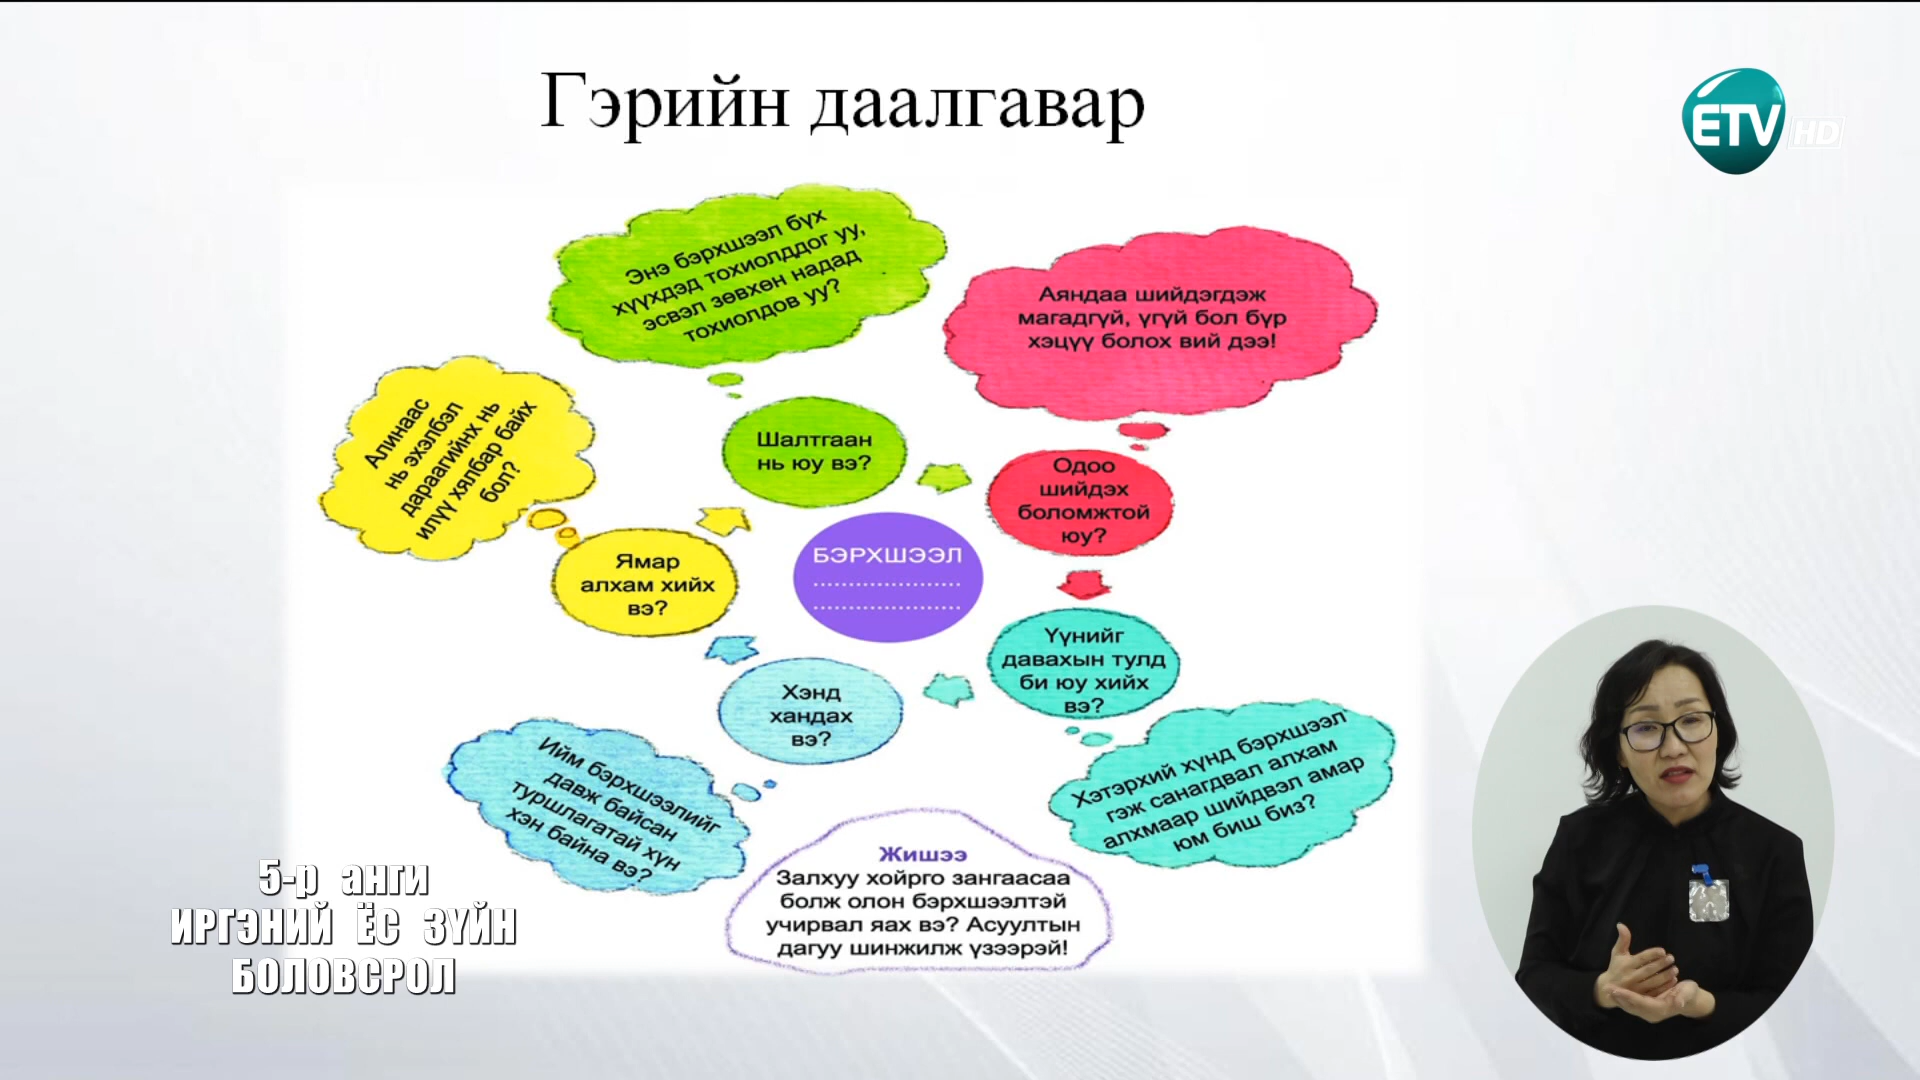 Гэрийн даалгавар
ETV HD
Энэ бэрхшээл бүх
хүүхдэд тохиолддог уу,
эсвэл зөвхөн надад
тохиолдов уу?
Аяндаа шийдэгдэж
магадгүй, үгүй бол бүр
хэцүү болох вий дээ!
Алинаас
нь эхэлбэл
дараагийнх нь
илүү хялбар байх
бол?
Шалтгаан
нь юу вэ?
Одоо
шийдэх
боломжтой
юу?
Ямар
алхам хийх
вэ?
БЭРХШЭЭЛ
Үүнийг
давахын тулд
би юу хийх
вэ?
Хэнд
хандах
вэ?
Ийм бэрхшээлийг
давж байсан
туршлагатай хүн
хэн байна вэ?
Хэтэрхий хүнд бэрхшээл
гэж санагдвал алхам
алхмаар шийдвэл амар
юм биш биз?
Жишээ
Залхуу хойрго зангаасаа
болж олон бэрхшээлтэй
учирвал яах вэ? Асуултын
дагуу шинжилж үзээрэй!
5-р анги
ИРГЭНИЙ ЁС ЗҮЙН
БОЛОВСРОЛ